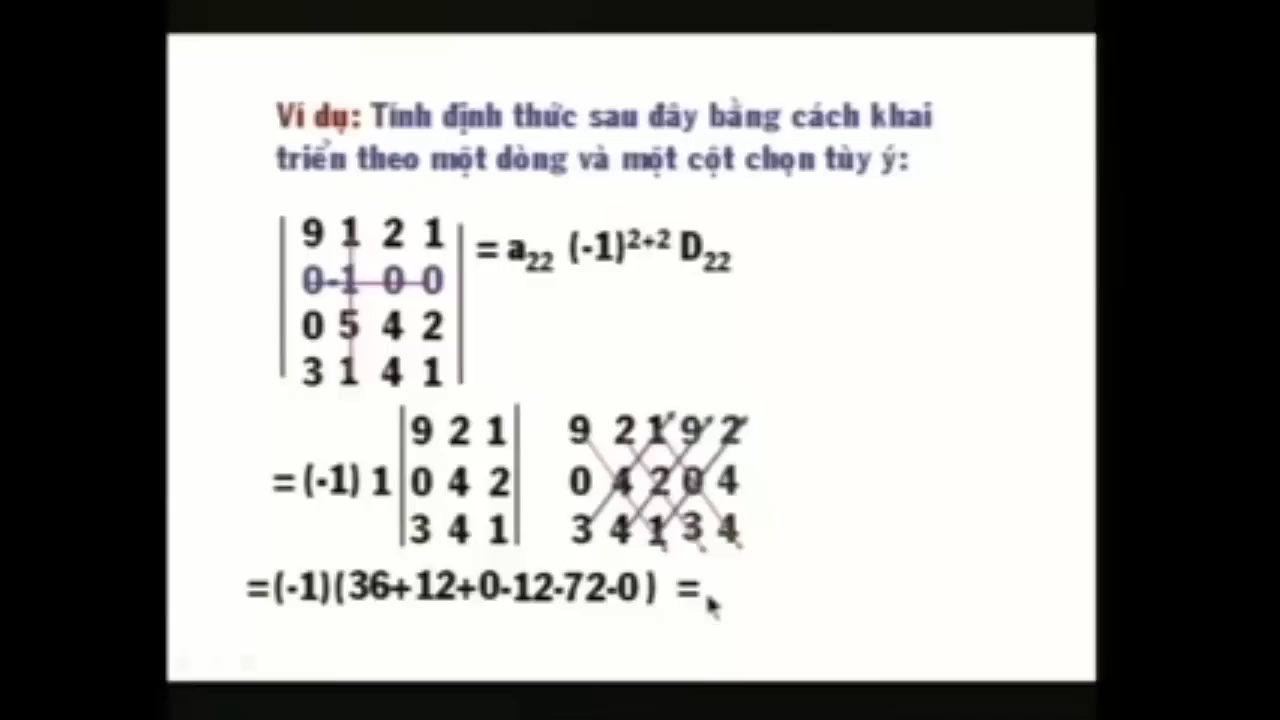 Ví dụ: Tính định thức sau đây bằng cách khai
triển theo một dòng và một cột chọn tùy ý:
9 1 2 1
= a₂₂ (-1)²⁺² D₂₂
0 -1 0 0
0 5 4 2
3 1 4 1
9 2 1   9 2 1 9 2
= (-1) 1   0 4 2   0 4 2 0 4
3 4 1   3 4 1 3 4
=(-1)(36+12+0-12-72-0) =